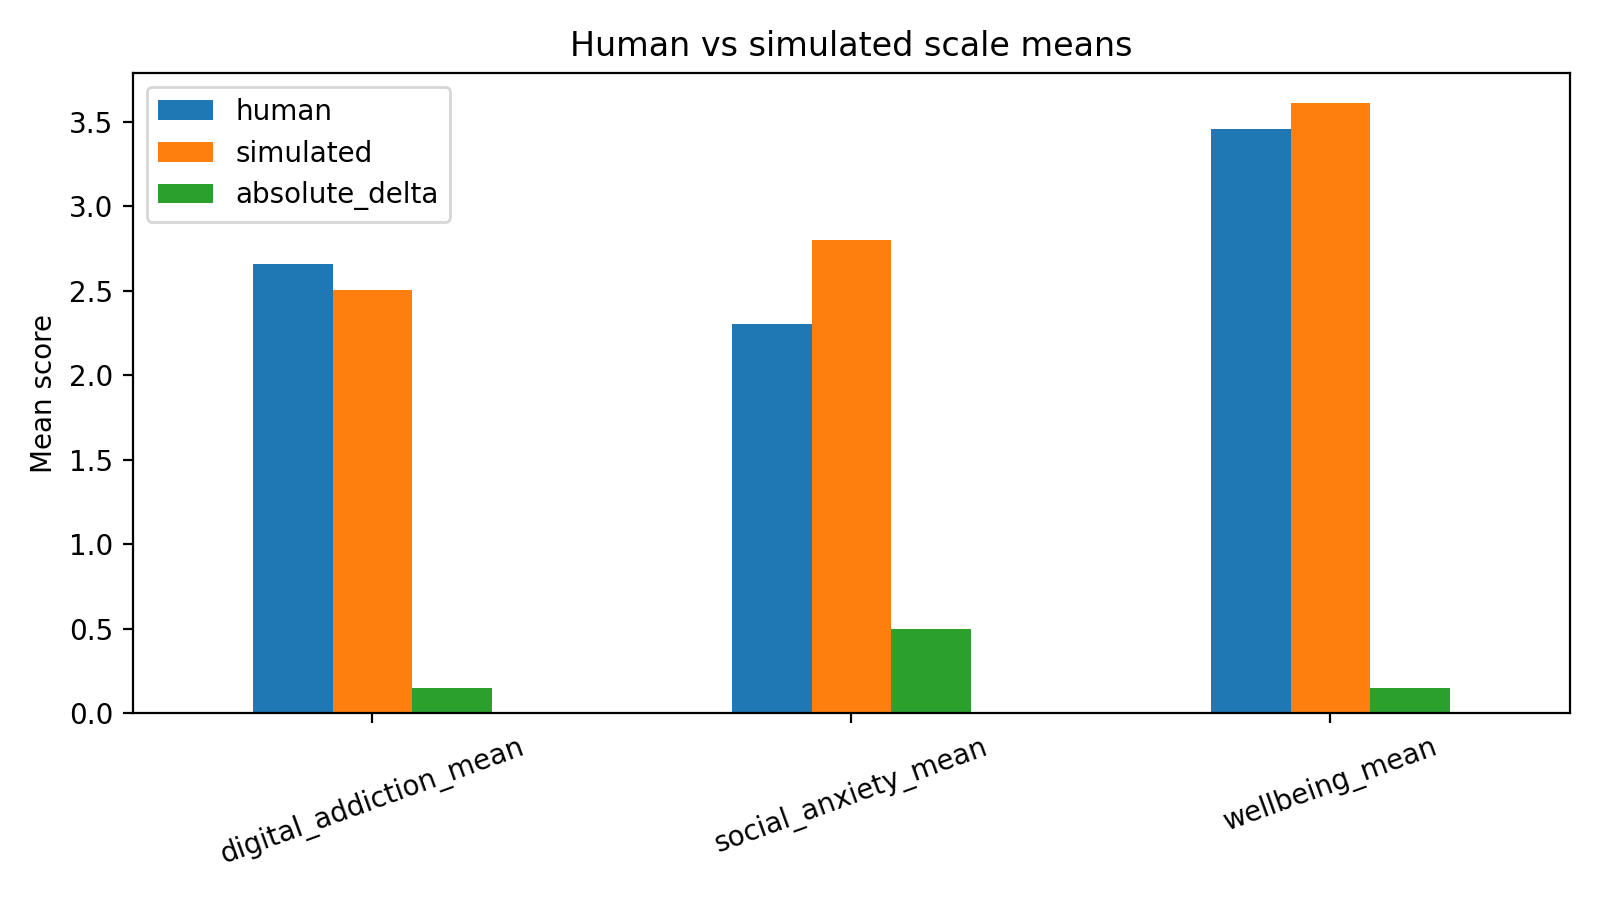 Human vs simulated scale means
human
simulated
absolute_delta
Mean score
3.5
3.0
2.5
2.0
1.5
1.0
0.5
0.0
digital_addiction_mean
social_anxiety_mean
wellbeing_mean